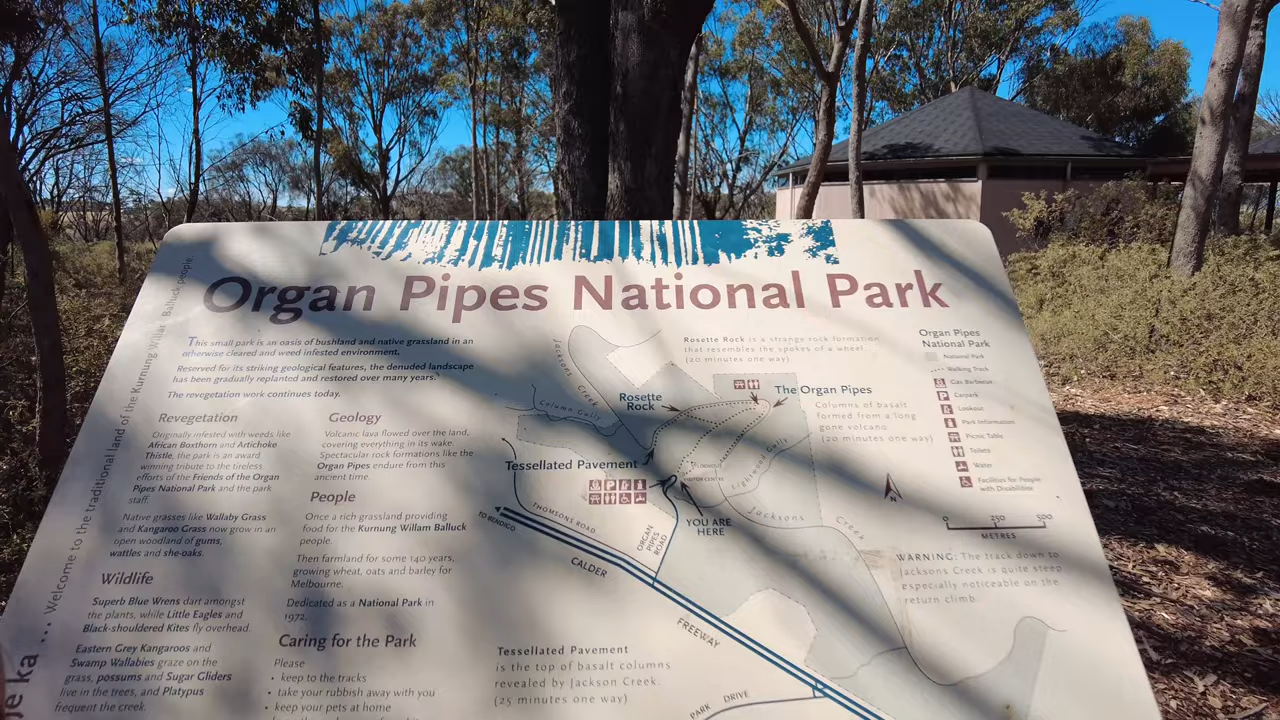 Organ Pipes National Park
This small park is an oasis of bushland and native grassland in an
otherwise cleared and weed infested environment.
Reserved for its striking geological features, the denuded landscape
has been gradually replanted and restored over many years.
The revegetation work continues today.
Revegetation
Originally infested with weeds like
African Boxthorn and Artichoke
Thistle, the park is an award
winning tribute to the tireless
efforts of the Friends of the Organ
Pipes National Park and the park
staff.
Native grasses like Wallaby Grass
and Kangaroo Grass now grow in an
open woodland of gums,
wattles and she-oaks.
Wildlife
Superb Blue Wrens dart amongst
the plants, while Little Eagles and
Black-shouldered Kites fly overhead.
Eastern Grey Kangaroos and
Swamp Wallabies graze on the
grass, possums and Sugar Gliders
live in the trees, and Platypus
frequent the creek.
Geology
Volcanic lava flowed over the land,
covering everything in its wake.
Spectacular rock formations like the
Organ Pipes endure from this
ancient time.
People
Once a rich grassland providing
food for the Kurnung Willam Balluck
people.
Then farmland for some 140 years,
growing wheat, oats and barley for
Melbourne.
Dedicated as a National Park in
1972.
Caring for the Park
Please
• keep to the tracks
• take your rubbish away with you
• keep your pets at home
... Welcome to the traditional land of the Kurnung Willam Balluck people.
Rosette Rock is a strange rock formation
that resembles the spokes of a wheel.
(20 minutes one way)
Jacksons Creek
Column Gully
Rosette
Rock
The Organ Pipes
Columns of basalt
formed from a long
gone volcano
(20 minutes one way)
Tessellated Pavement
VISITOR CENTRE
Lightwood Gully
YOU ARE
HERE
Jacksons Creek
TO BENDIGO
THOMSONS ROAD
ORGAN
PIPES
ROAD
CALDER
FREEWAY
PARK DRIVE
Tessellated Pavement
is the top of basalt columns
revealed by Jackson Creek.
(25 minutes one way)
Organ Pipes
National Park
National Park
Walking Track
Gas Barbecue
Carpark
Lookout
Park Information
Picnic Table
Toilets
Water
Facilities for People
with Disabilities
0 250 500
METRES
WARNING: The track down to
Jacksons Creek is quite steep
especially noticeable on the
return climb.